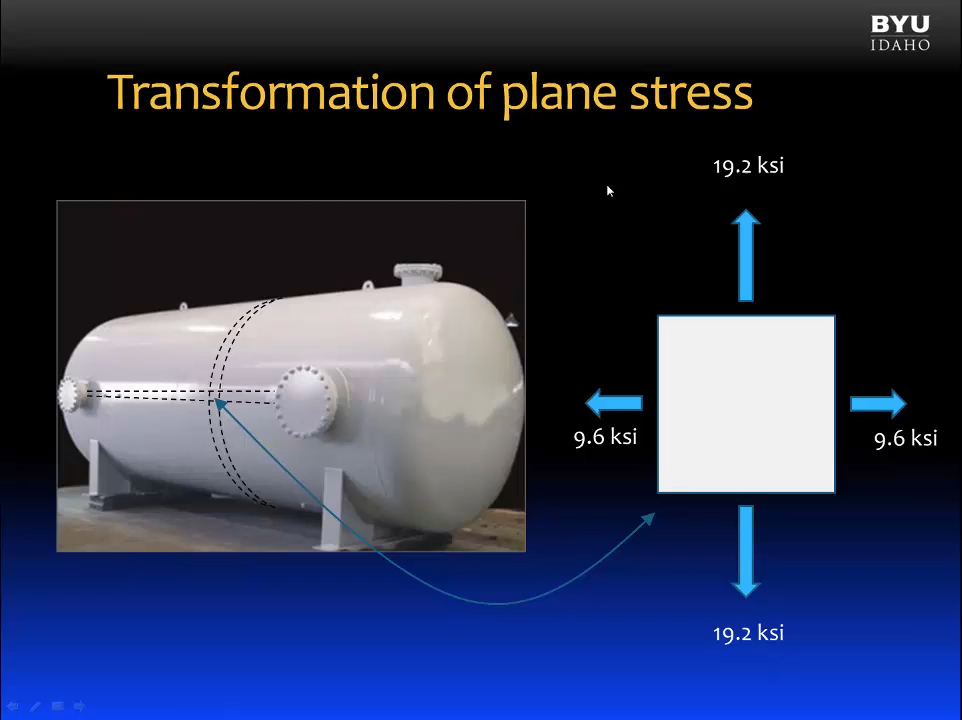 BYU
IDAHO
Transformation of plane stress
19.2 ksi
9.6 ksi
9.6 ksi
19.2 ksi